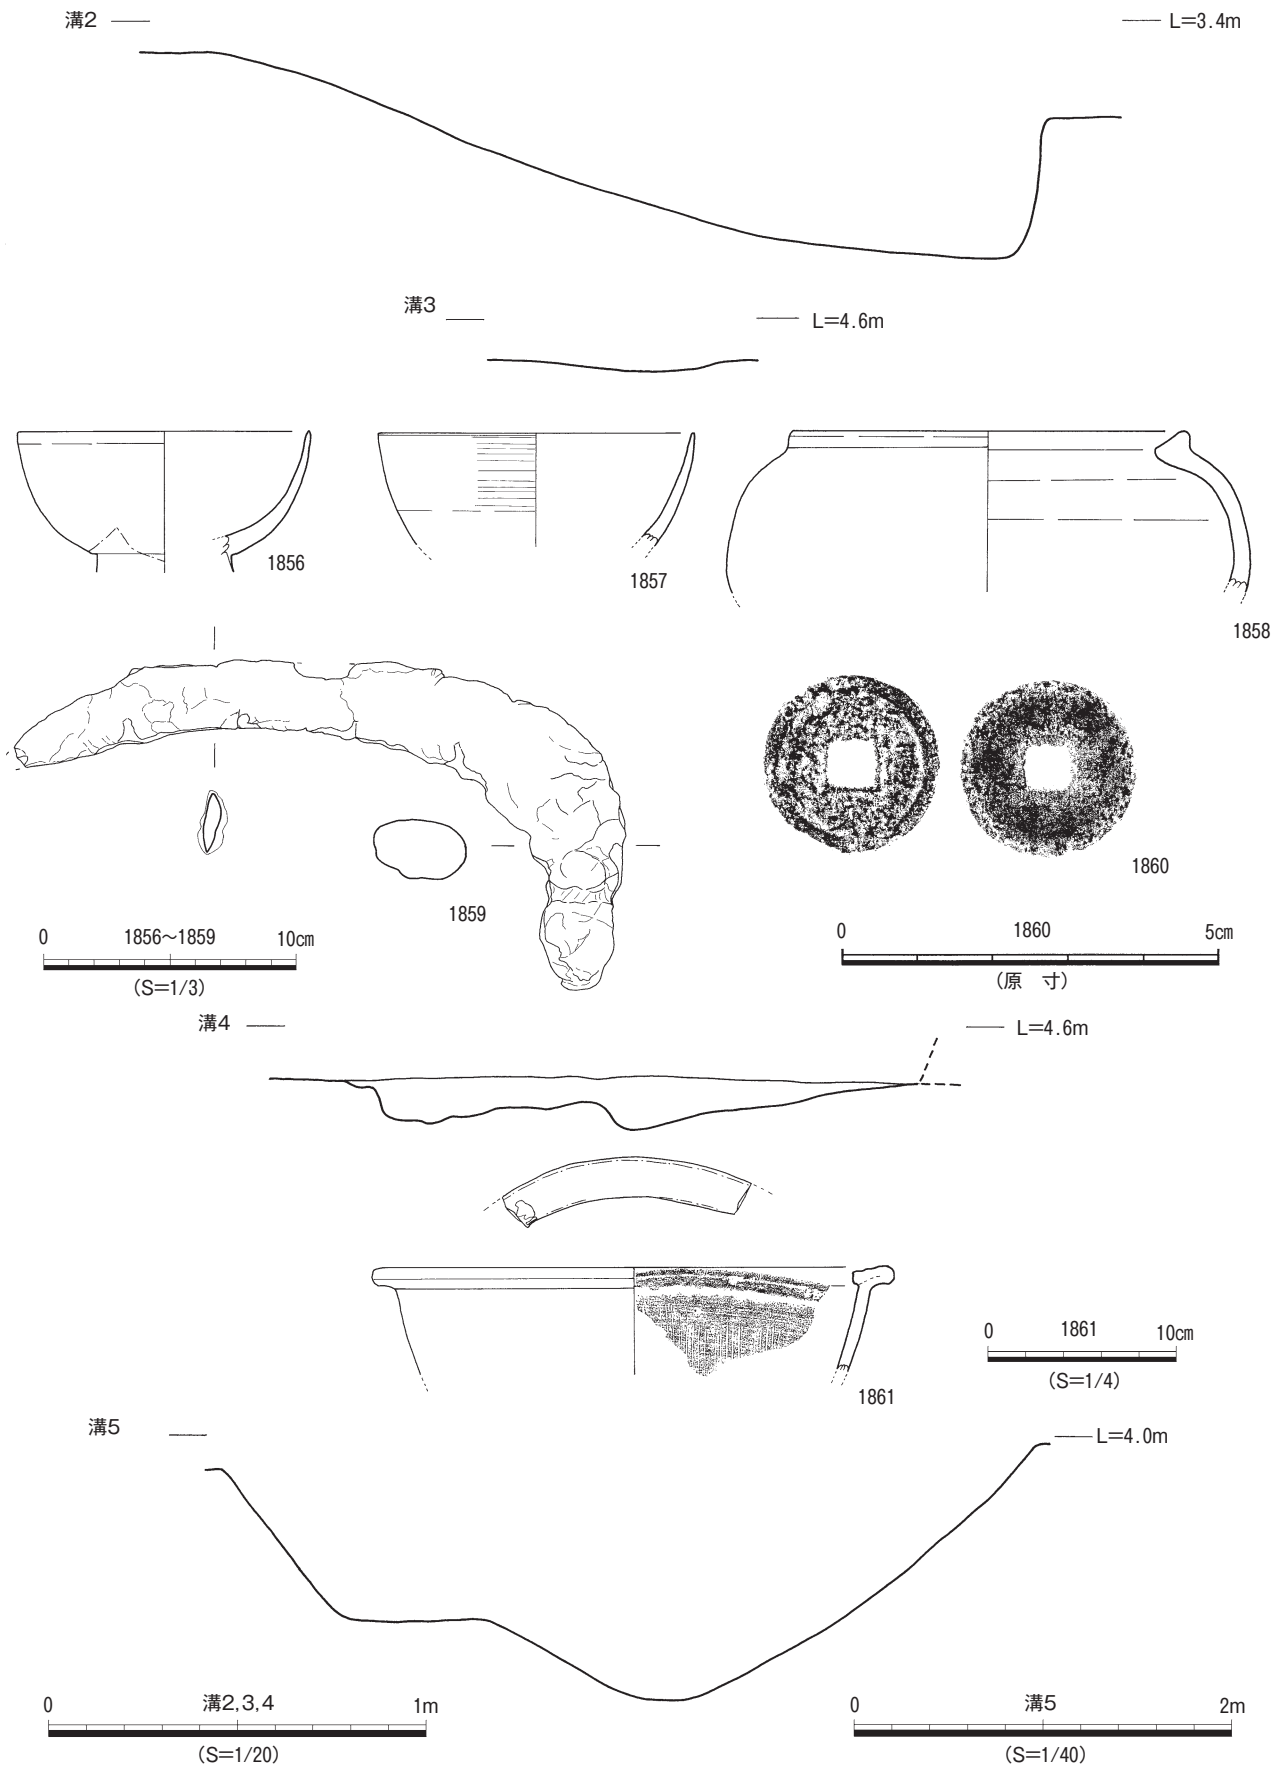 溝2
L=3.4m
溝3
L=4.6m
1856
1857
1858
1859
1860
0 1856〜1859 10cm
(S=1/3)
0 1860 5cm
(原　寸)
溝4
L=4.6m
1861
0 1861 10cm
(S=1/4)
溝5
L=4.0m
0 溝2,3,4 1m
(S=1/20)
0 溝5 2m
(S=1/40)